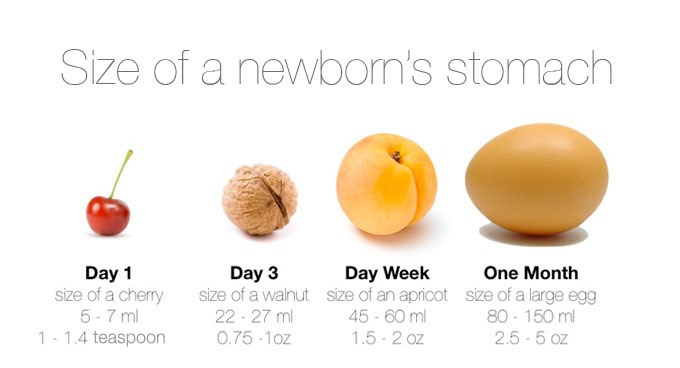 Size of a newborn's stomach
Day 1
size of a cherry
5 - 7 ml
1 - 1.4 teaspoon
Day 3
size of a walnut
22 - 27 ml
0.75 -1oz
Day Week
size of an apricot
45 - 60 ml
1.5 - 2 oz
One Month
size of a large egg
80 - 150 ml
2.5 - 5 oz